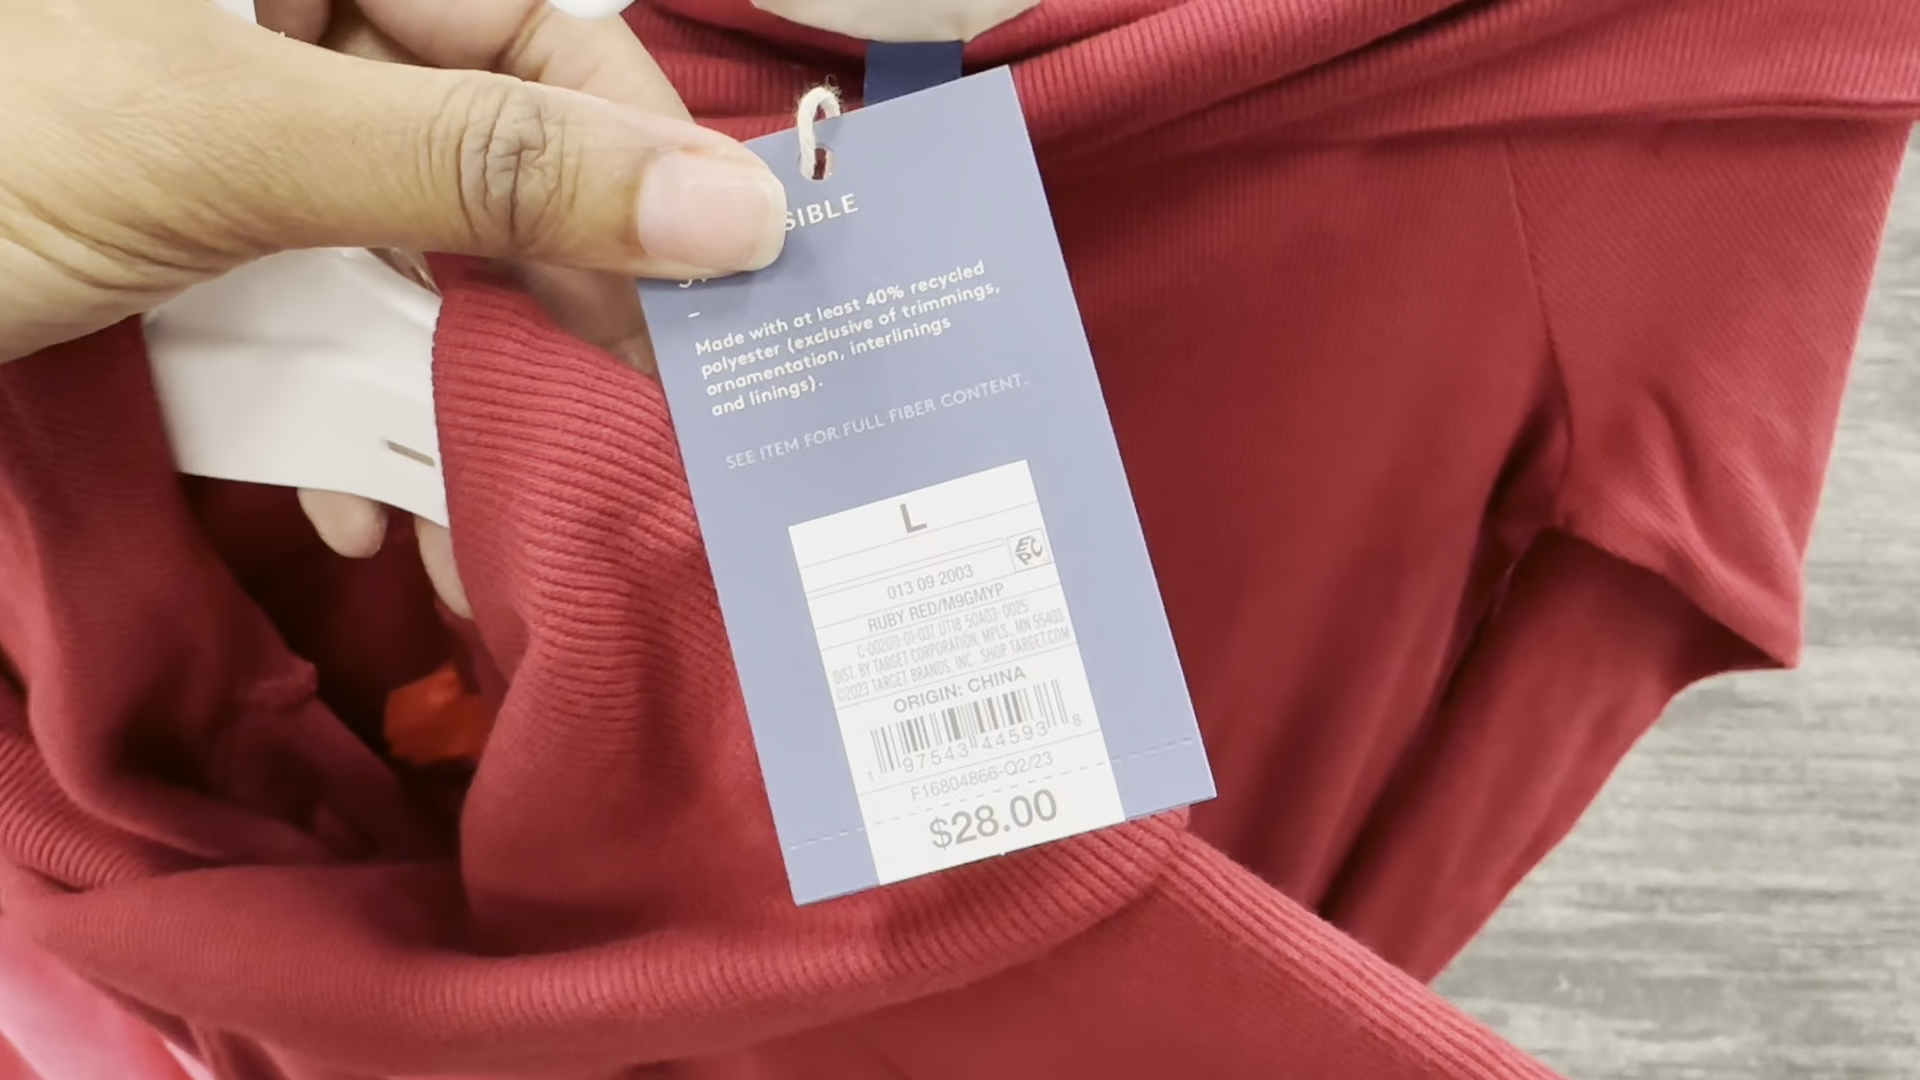 SIBLE
Made with at least 40% recycled
polyester (exclusive of trimmings,
ornamentation, interlinings
and linings).
SEE ITEM FOR FULL FIBER CONTENT.
L
EPC
013 09 2003
RUBY RED/M9GMYP
C-002011-01-037 UT18 50A03-0025
DIST. BY TARGET CORPORATION, MPLS., MN 55403
©2023 TARGET BRANDS, INC. SHOP TARGET.COM
ORIGIN: CHINA
1 97543 44593 8
F16804866-Q2/23
$28.00